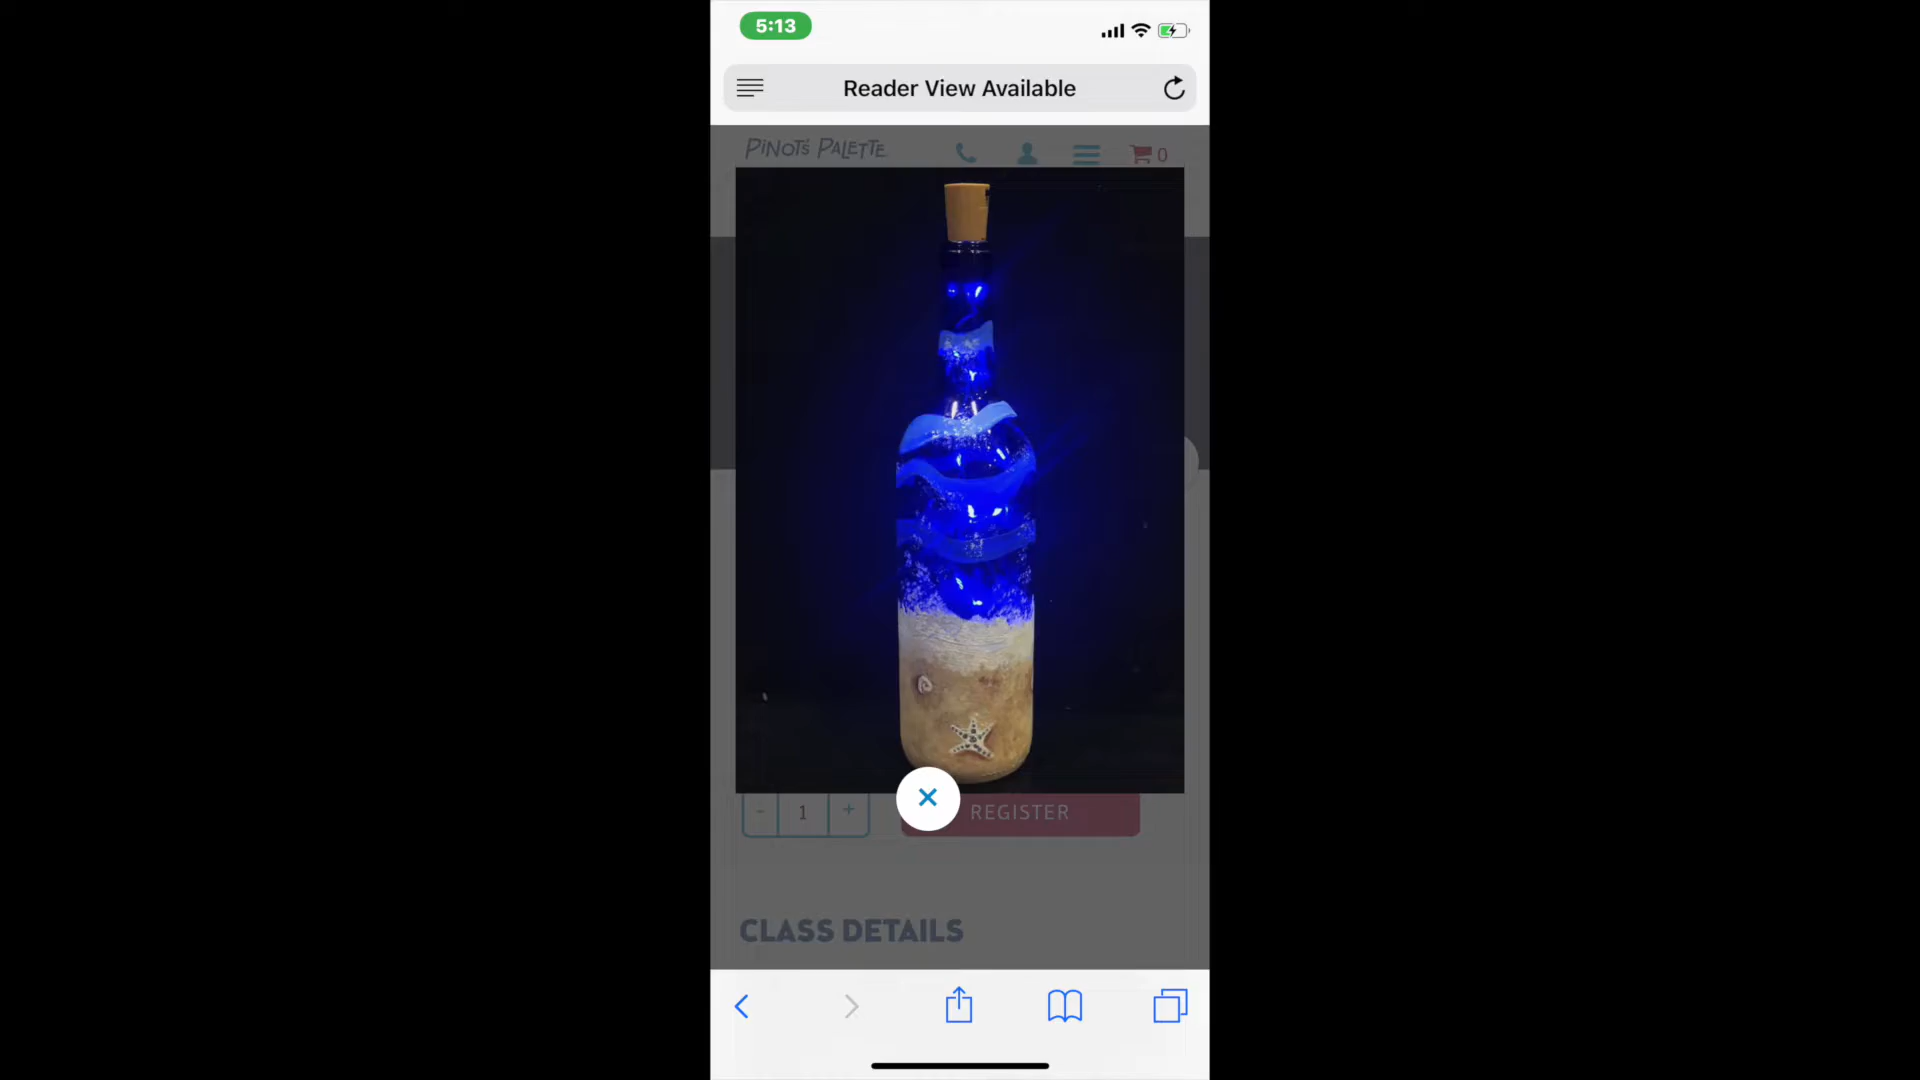 5:13
Reader View Available
PiNOT'S PALETTE
0
- 1 +
REGISTER
CLASS DETAILS